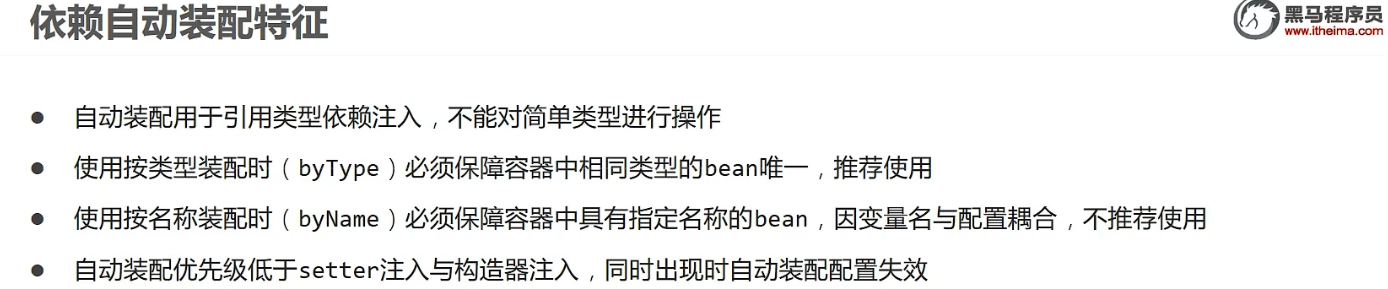 依赖自动装配特征
黑马程序员
www.itheima.com
● 自动装配用于引用类型依赖注入，不能对简单类型进行操作
● 使用按类型装配时（byType）必须保障容器中相同类型的bean唯一，推荐使用
● 使用按名称装配时（byName）必须保障容器中具有指定名称的bean，因变量名与配置耦合，不推荐使用
● 自动装配优先级低于setter注入与构造器注入，同时出现时自动装配配置失效